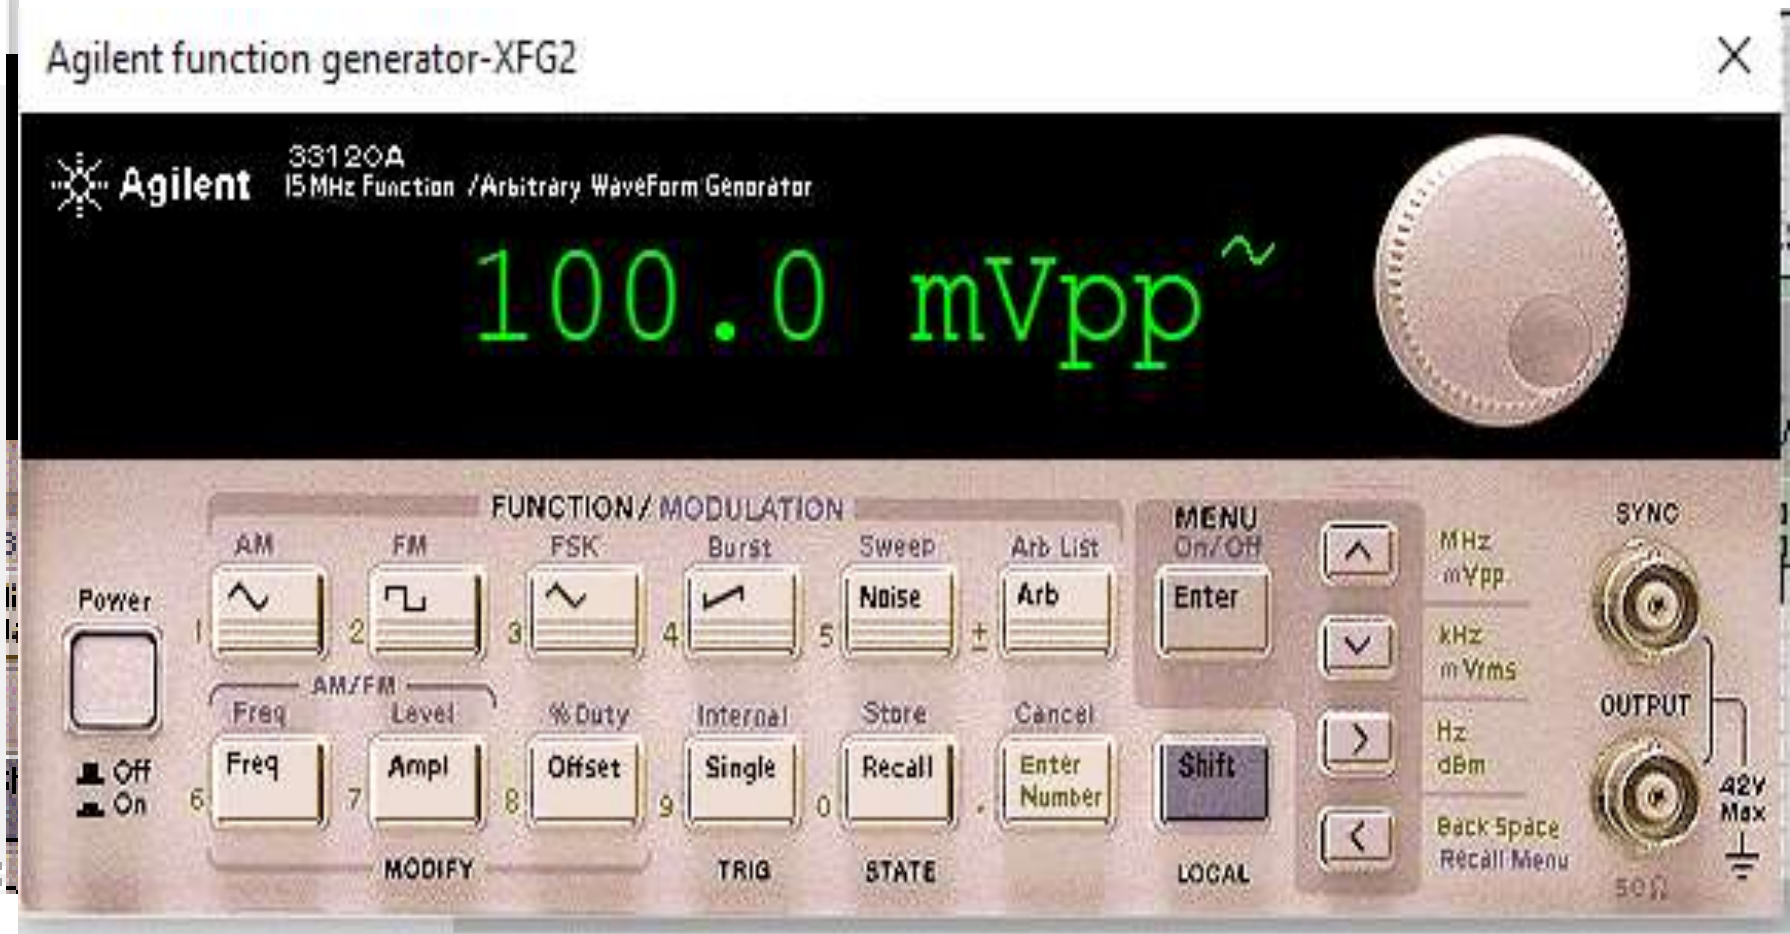 Agilent function generator-XFG2
33120A
Agilent 15 MHz Function / Arbitrary WaveForm Genorator
100.0 mVpp
FUNCTION / MODULATION
MENU
AM FM FSK Burst Sweep Arb List On/Off
Power
Noise Arb Enter
1 2 3 4 5 ±
AM/FM
Freq Level % Duty Internal Store Cancel
Freq Ampl Offset Single Recall Enter Number Shift
6 7 8 9 0 .
Off
On
MODIFY TRIG STATE LOCAL
MHz
mVpp
kHz
mVrms
Hz
dBm
Back Space
Recall Menu
SYNC
OUTPUT
42V
Max
50Ω